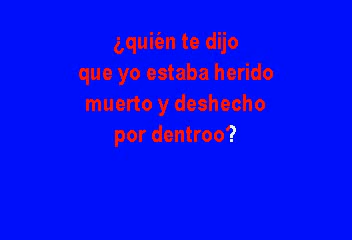 ¿quién te dijo
que yo estaba herido
muerto y deshecho
por dentroo?